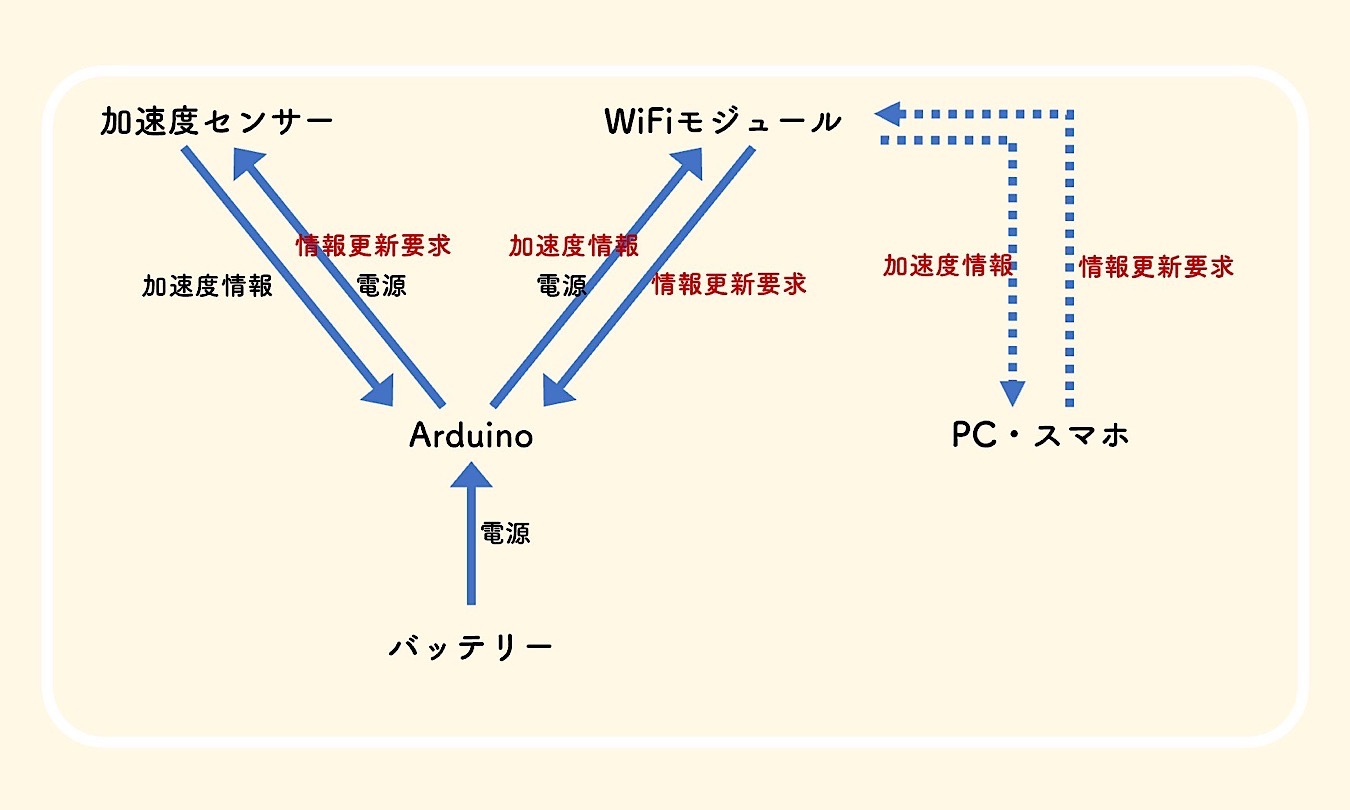 加速度センサー
WiFiモジュール
情報更新要求
加速度情報
加速度情報
電源
電源
情報更新要求
加速度情報
情報更新要求
Arduino
PC・スマホ
電源
バッテリー